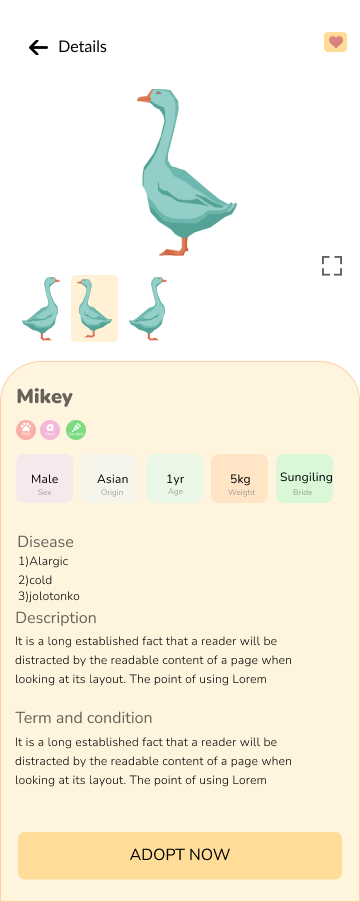 Details
Mikey
Male
Sex
Asian
Origin
1yr
Age
5kg
Weight
Sungiling
Bride
Disease
1)Alargic
2)cold
3)jolotonko
Description
It is a long established fact that a reader will be
distracted by the readable content of a page when
looking at its layout. The point of using Lorem
Term and condition
It is a long established fact that a reader will be
distracted by the readable content of a page when
looking at its layout. The point of using Lorem
ADOPT NOW